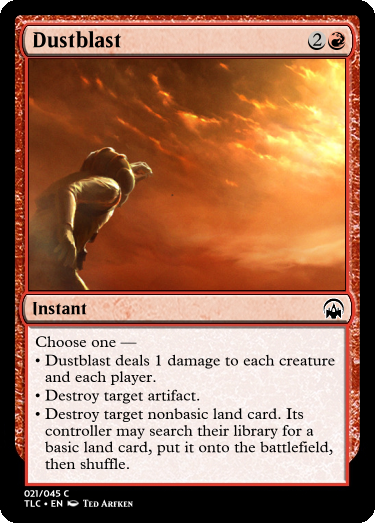 Dustblast
2
Instant
Choose one —
• Dustblast deals 1 damage to each creature
and each player.
• Destroy target artifact.
• Destroy target nonbasic land card. Its
controller may search their library for a
basic land card, put it onto the battlefield,
then shuffle.
021/045 C
TLC • EN Ted Arfken